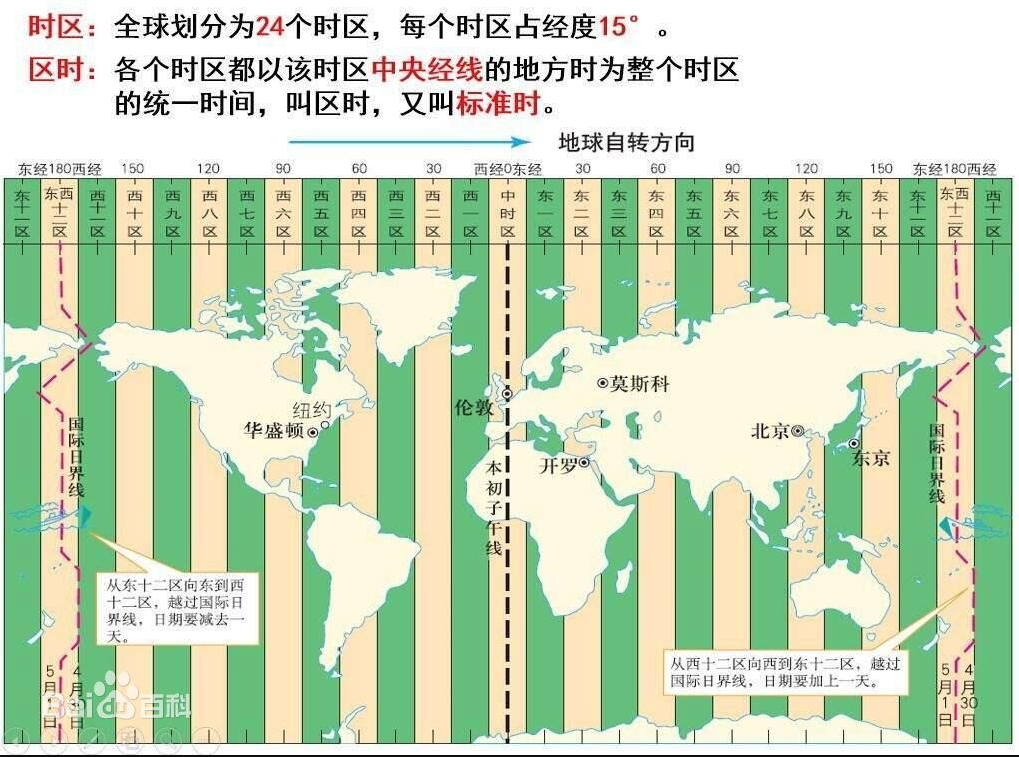 时区：全球划分为24个时区，每个时区占经度15°。
区时：各个时区都以该时区中央经线的地方时为整个时区
的统一时间，叫区时，又叫标准时。
地球自转方向
东经180西经 150 120 90 60 30 西经0东经 30 60 90 120 150 东经180西经
东十一区 东西十二区 西十一区 西十区 西九区 西八区 西七区 西六区 西五区 西四区 西三区 西二区 西一区 中时区 东一区 东二区 东三区 东四区 东五区 东六区 东七区 东八区 东九区 东十区 东十一区 东西十二区 西十一区
莫斯科
伦敦
纽约
华盛顿
北京
东京
开罗
国际日界线
本初子午线
国际日界线
从东十二区向东到西
十二区，越过国际日
界线，日期要减去一
天。
从西十二区向西到东十二区，越过
国际日界线，日期要加上一天。
5月1日
4月30日
5月1日
4月30日
Bai百科